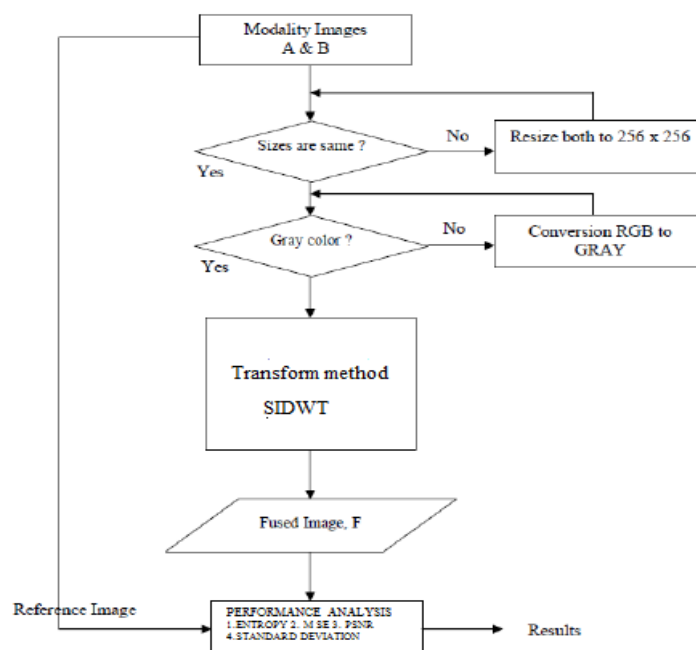 Modality Images
A & B
Sizes are same ?
No
Resize both to 256 x 256
Yes
Gray color ?
No
Conversion RGB to
GRAY
Yes
Transform method
SIDWT
Fused Image, F
Reference Image
PERFORMANCE ANALYSIS
1.ENTROPY 2. M SE 3. PSNR
4.STANDARD DEVIATION
Results